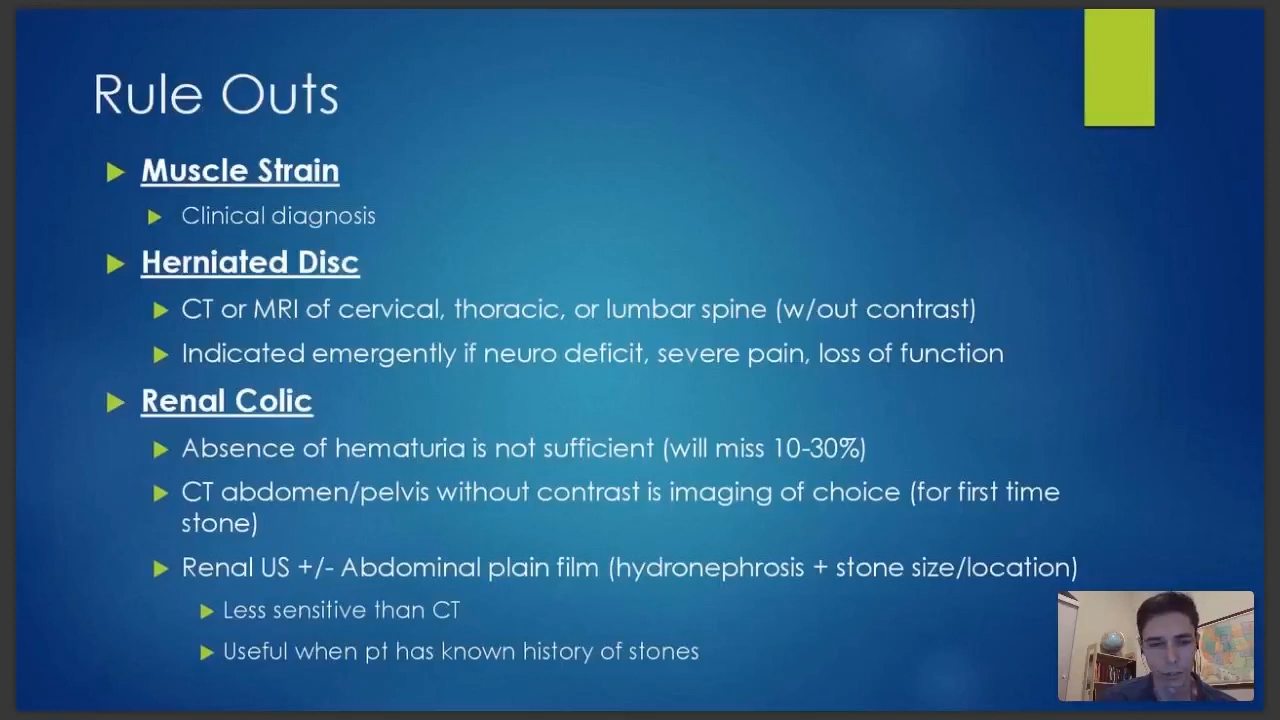 Rule Outs
Muscle Strain
Clinical diagnosis
Herniated Disc
CT or MRI of cervical, thoracic, or lumbar spine (w/out contrast)
Indicated emergently if neuro deficit, severe pain, loss of function
Renal Colic
Absence of hematuria is not sufficient (will miss 10-30%)
CT abdomen/pelvis without contrast is imaging of choice (for first time
stone)
Renal US +/- Abdominal plain film (hydronephrosis + stone size/location)
Less sensitive than CT
Useful when pt has known history of stones